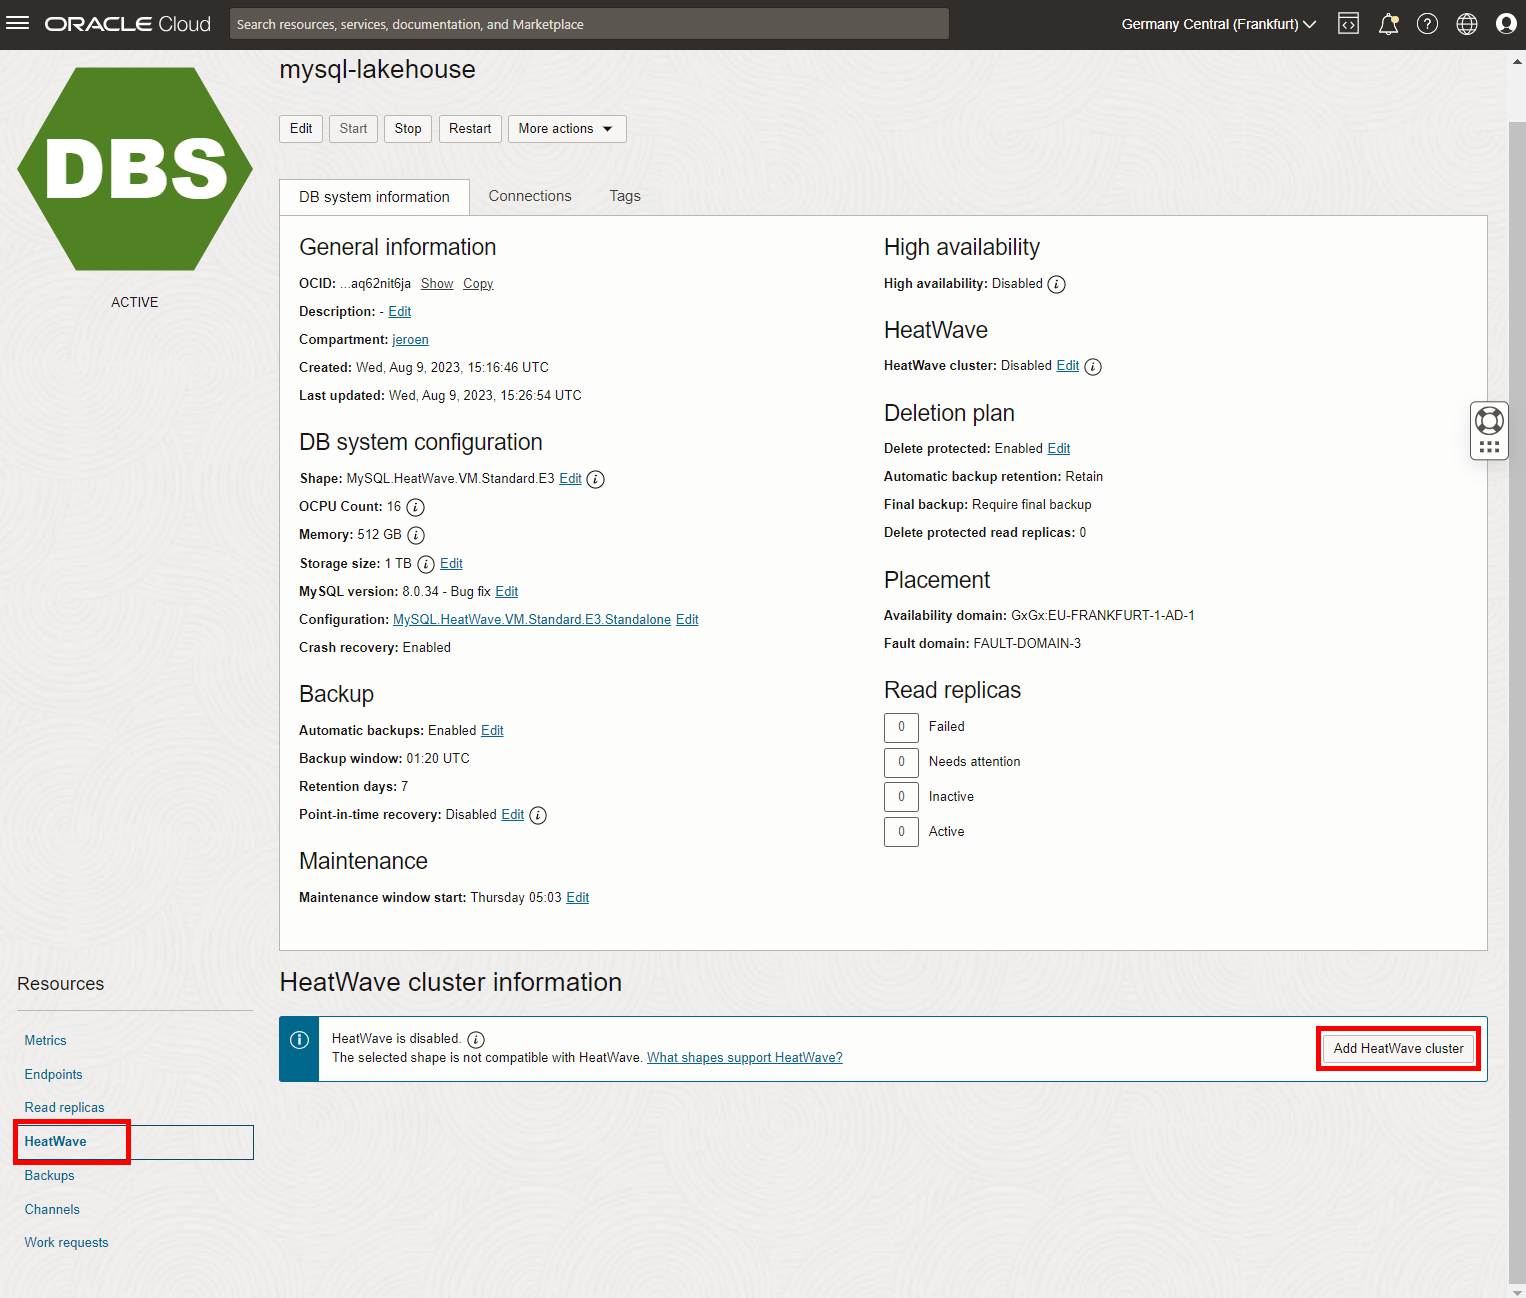 ORACLE Cloud
Search resources, services, documentation, and Marketplace
Germany Central (Frankfurt)
DBS
ACTIVE
mysql-lakehouse
Edit
Start
Stop
Restart
More actions
DB system information
Connections
Tags
General information
OCID: ...aq62nit6ja Show Copy
Description: - Edit
Compartment: jeroen
Created: Wed, Aug 9, 2023, 15:16:46 UTC
Last updated: Wed, Aug 9, 2023, 15:26:54 UTC
DB system configuration
Shape: MySQL.HeatWave.VM.Standard.E3 Edit
OCPU Count: 16
Memory: 512 GB
Storage size: 1 TB Edit
MySQL version: 8.0.34 - Bug fix Edit
Configuration: MySQL.HeatWave.VM.Standard.E3.Standalone Edit
Crash recovery: Enabled
Backup
Automatic backups: Enabled Edit
Backup window: 01:20 UTC
Retention days: 7
Point-in-time recovery: Disabled Edit
Maintenance
Maintenance window start: Thursday 05:03 Edit
High availability
High availability: Disabled
HeatWave
HeatWave cluster: Disabled Edit
Deletion plan
Delete protected: Enabled Edit
Automatic backup retention: Retain
Final backup: Require final backup
Delete protected read replicas: 0
Placement
Availability domain: GxGx:EU-FRANKFURT-1-AD-1
Fault domain: FAULT-DOMAIN-3
Read replicas
0 Failed
0 Needs attention
0 Inactive
0 Active
Resources
Metrics
Endpoints
Read replicas
HeatWave
Backups
Channels
Work requests
HeatWave cluster information
HeatWave is disabled.
The selected shape is not compatible with HeatWave. What shapes support HeatWave?
Add HeatWave cluster